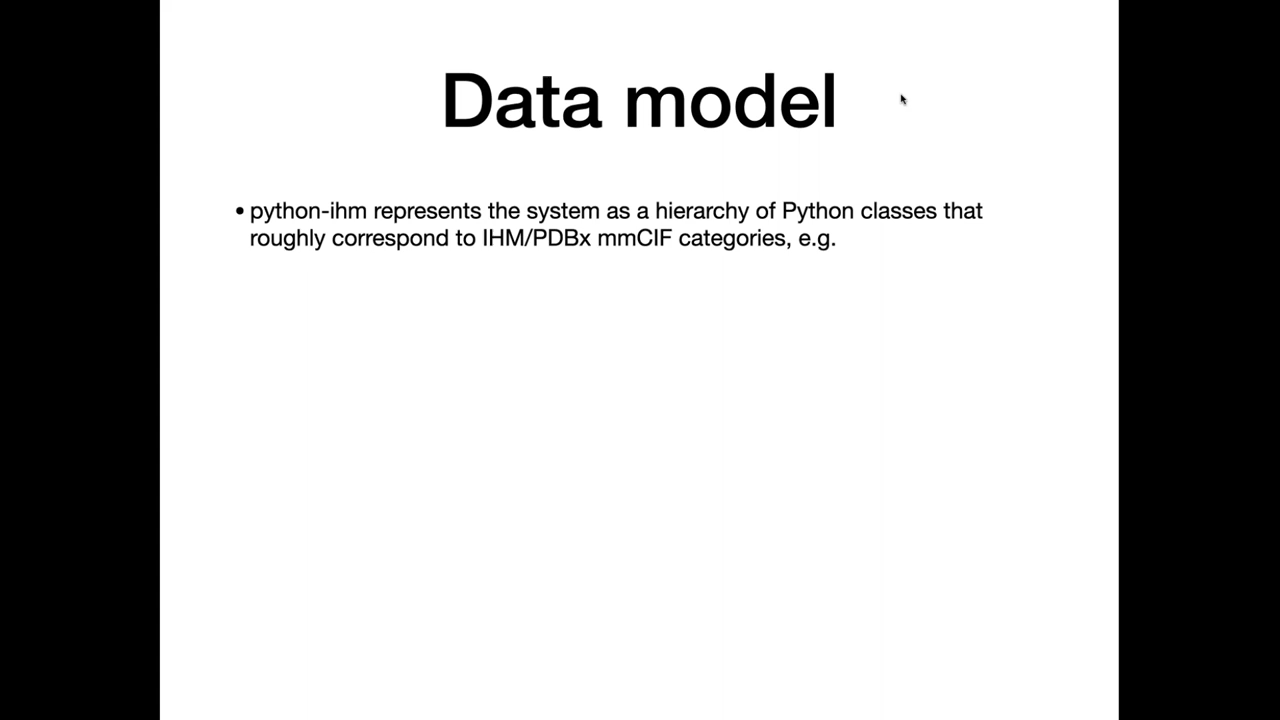 Data model
• python-ihm represents the system as a hierarchy of Python classes that
roughly correspond to IHM/PDBx mmCIF categories, e.g.